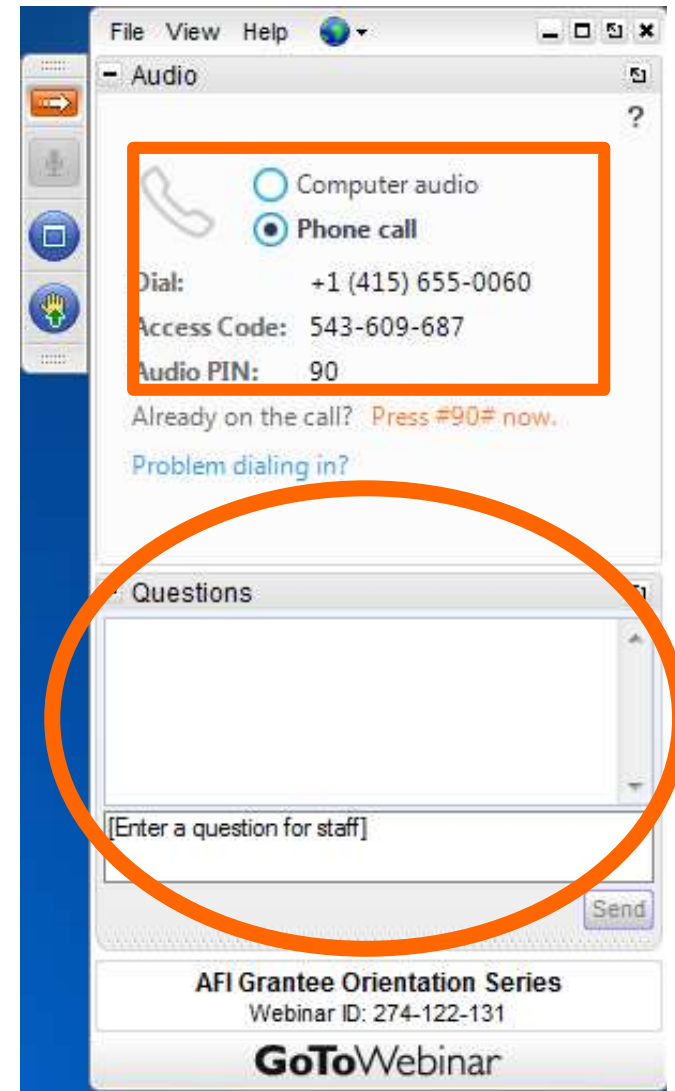 File View Help
Audio
?
Computer audio
Phone call
Dial: +1 (415) 655-0060
Access Code: 543-609-687
Audio PIN: 90
Already on the call? Press #90# now.
Problem dialing in?
Questions
[Enter a question for staff]
Send
AFI Grantee Orientation Series
Webinar ID: 274-122-131
GoToWebinar